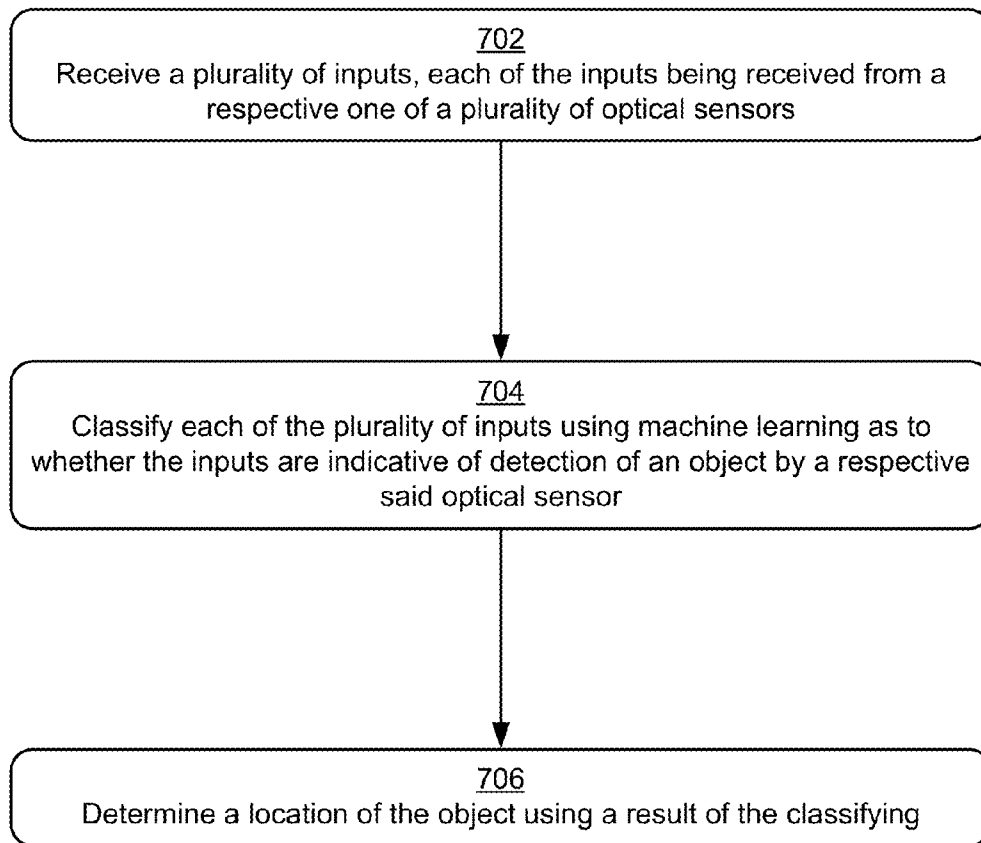 702
Receive a plurality of inputs, each of the inputs being received from a
respective one of a plurality of optical sensors
704
Classify each of the plurality of inputs using machine learning as to
whether the inputs are indicative of detection of an object by a respective
said optical sensor
706
Determine a location of the object using a result of the classifying